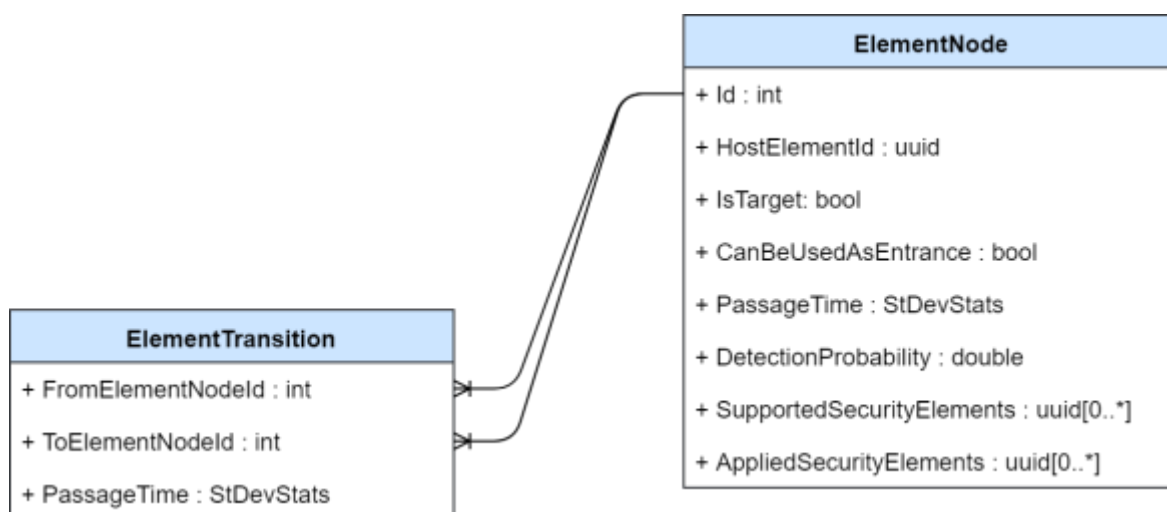 ElementNode
+ Id : int
+ HostElementId : uuid
+ IsTarget: bool
+ CanBeUsedAsEntrance : bool
+ PassageTime : StDevStats
+ DetectionProbability : double
+ SupportedSecurityElements : uuid[0..*]
+ AppliedSecurityElements : uuid[0..*]
ElementTransition
+ FromElementNodeId : int
+ ToElementNodeId : int
+ PassageTime : StDevStats